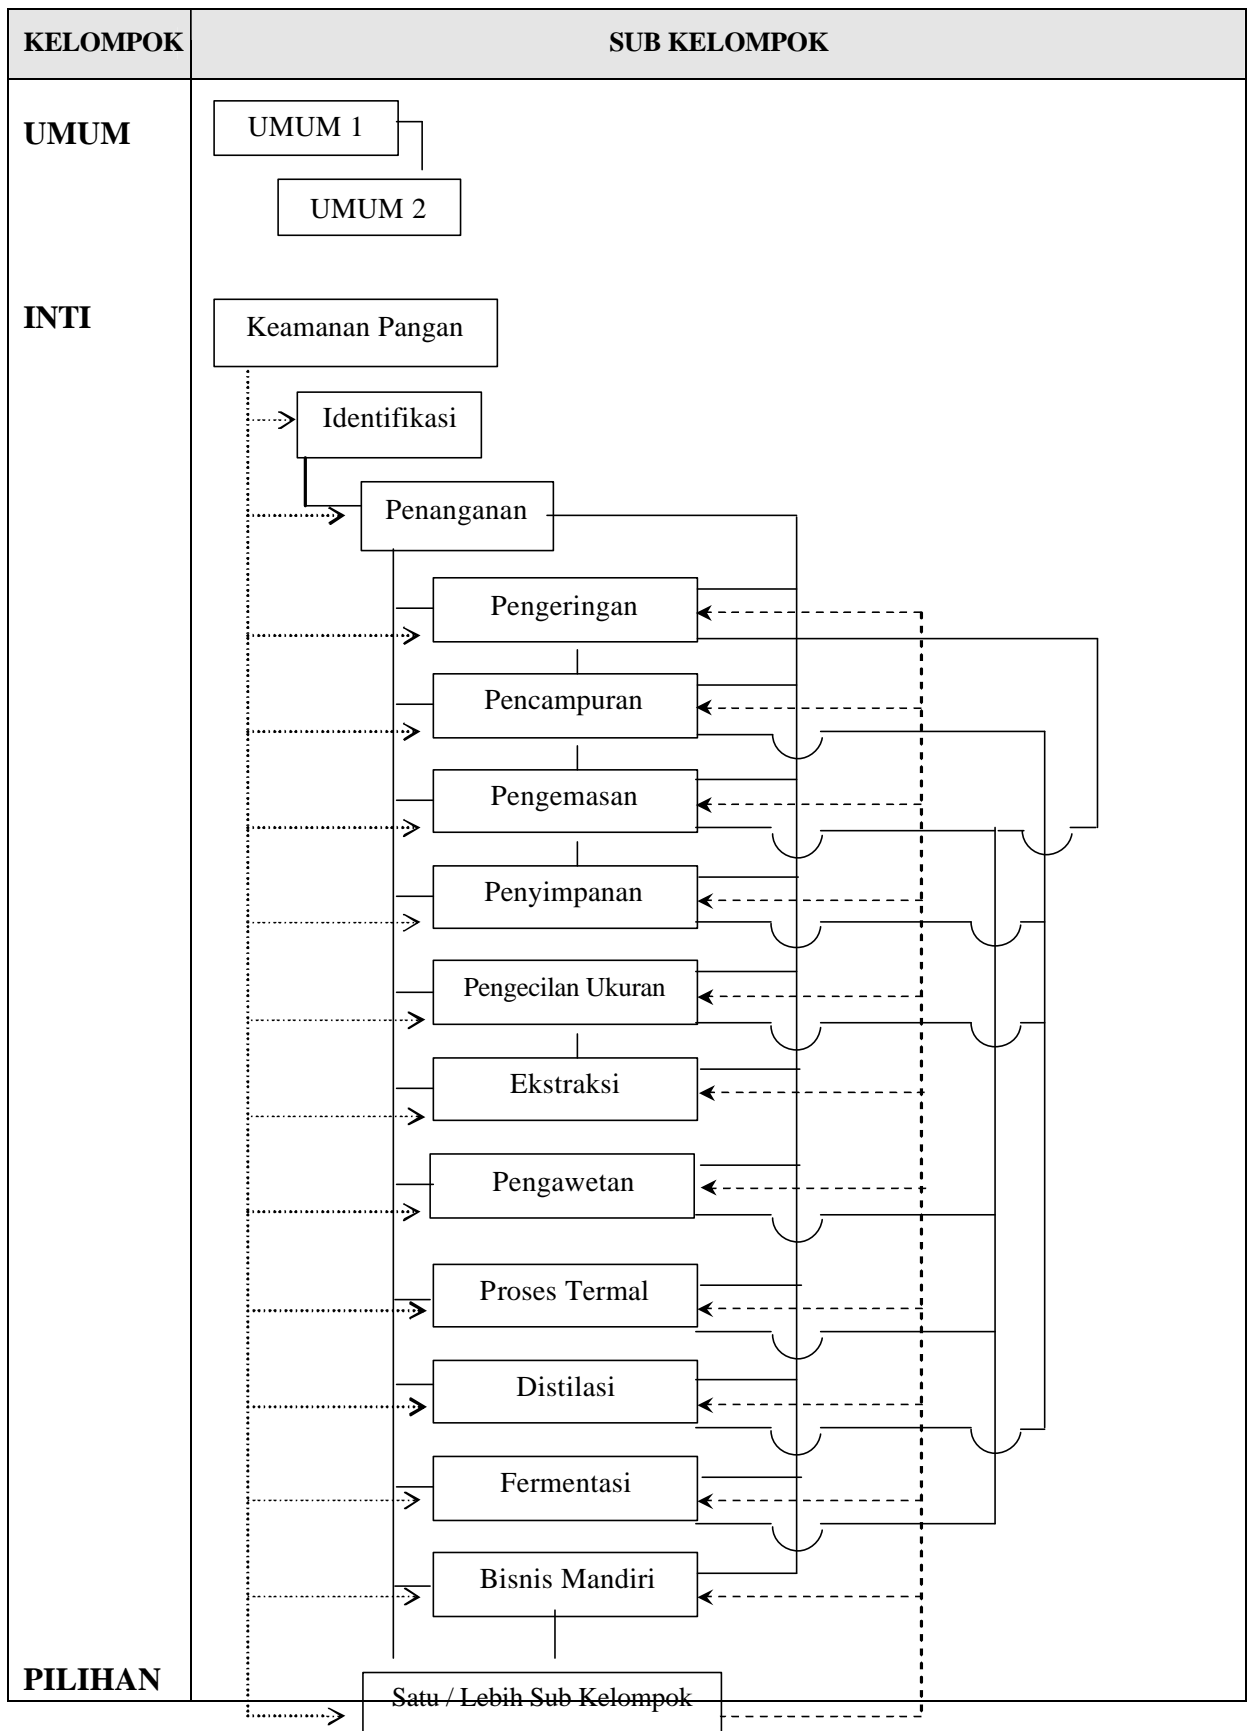 KELOMPOK
SUB KELOMPOK
UMUM
UMUM 1
UMUM 2
INTI
Keamanan Pangan
Identifikasi
Penanganan
Pengeringan
Pencampuran
Pengemasan
Penyimpanan
Pengecilan Ukuran
Ekstraksi
Pengawetan
Proses Termal
Distilasi
Fermentasi
Bisnis Mandiri
PILIHAN
Satu / Lebih Sub Kelompok